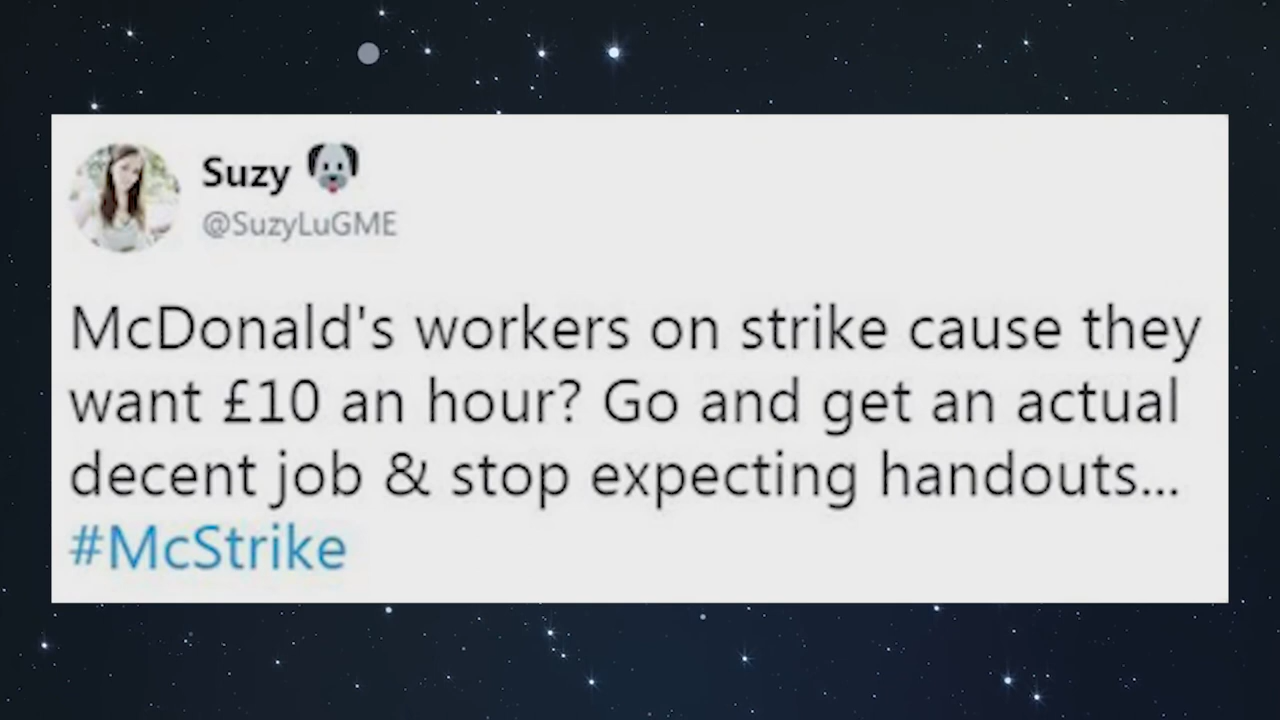 Suzy 🐶
@SuzyLuGME
McDonald's workers on strike cause they
want £10 an hour? Go and get an actual
decent job & stop expecting handouts...
#McStrike